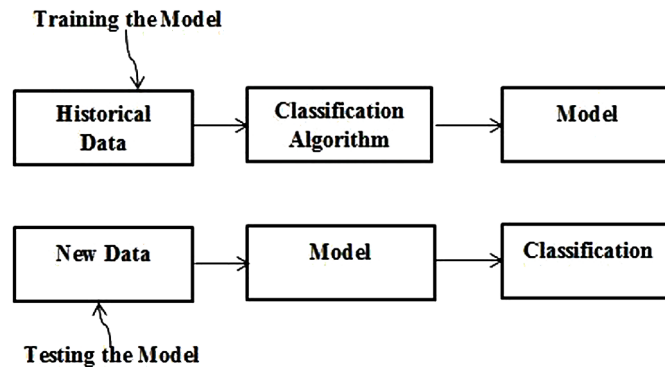 Training the Model
Historical
Data
Classification
Algorithm
Model
New Data
Model
Classification
Testing the Model